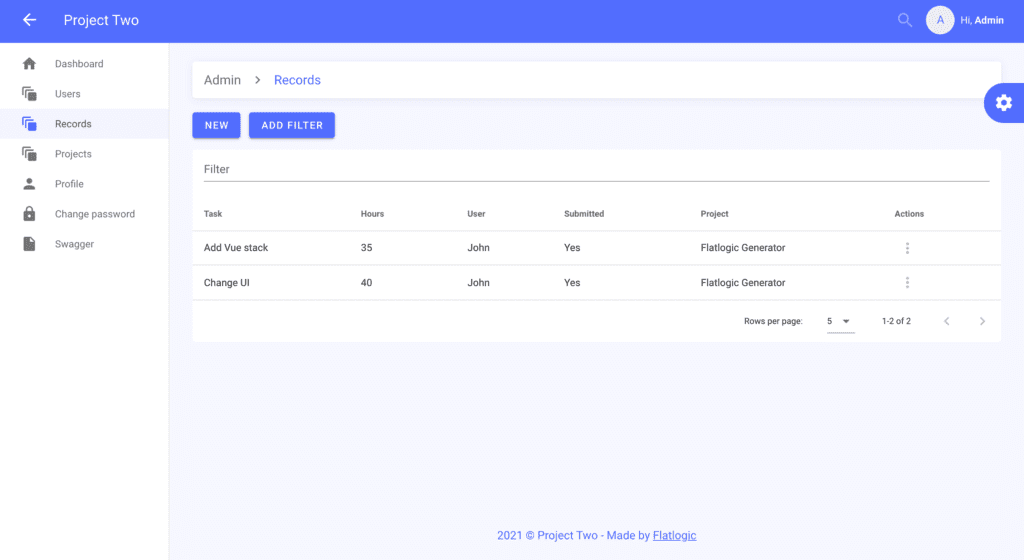 Project Two
A Hi, Admin
Dashboard
Users
Records
Projects
Profile
Change password
Swagger
Admin > Records
NEW ADD FILTER
Filter
Task Hours User Submitted Project Actions
Add Vue stack 35 John Yes Flatlogic Generator
Change UI 40 John Yes Flatlogic Generator
Rows per page: 5 1-2 of 2
2021 © Project Two - Made by Flatlogic